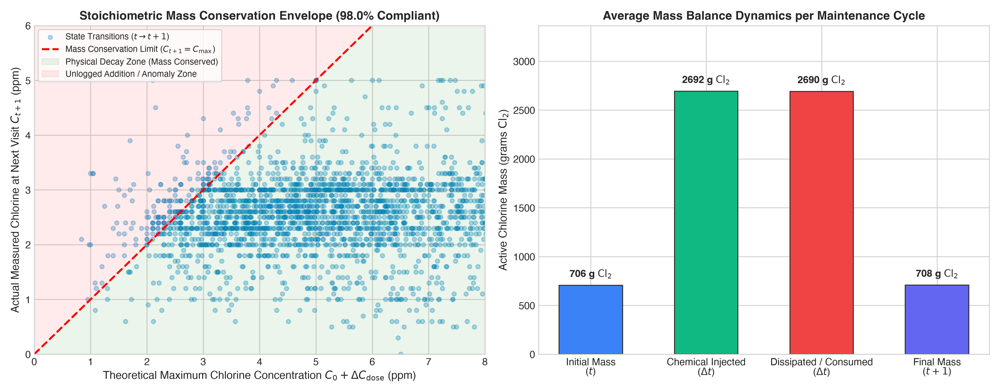 Stoichiometric Mass Conservation Envelope (98.0% Compliant)
State Transitions (t → t + 1)
Mass Conservation Limit (C_{t+1} = C_max)
Physical Decay Zone (Mass Conserved)
Unlogged Addition / Anomaly Zone
Actual Measured Chlorine at Next Visit C_{t+1} (ppm)
6
5
4
3
2
1
0
0 1 2 3 4 5 6 7 8
Theoretical Maximum Chlorine Concentration C₀ + ΔC_dose (ppm)
Average Mass Balance Dynamics per Maintenance Cycle
Active Chlorine Mass (grams Cl₂)
3000
2500
2000
1500
1000
500
0
706 g Cl₂
2692 g Cl₂
2690 g Cl₂
708 g Cl₂
Initial Mass
(t)
Chemical Injected
(Δt)
Dissipated / Consumed
(Δt)
Final Mass
(t + 1)